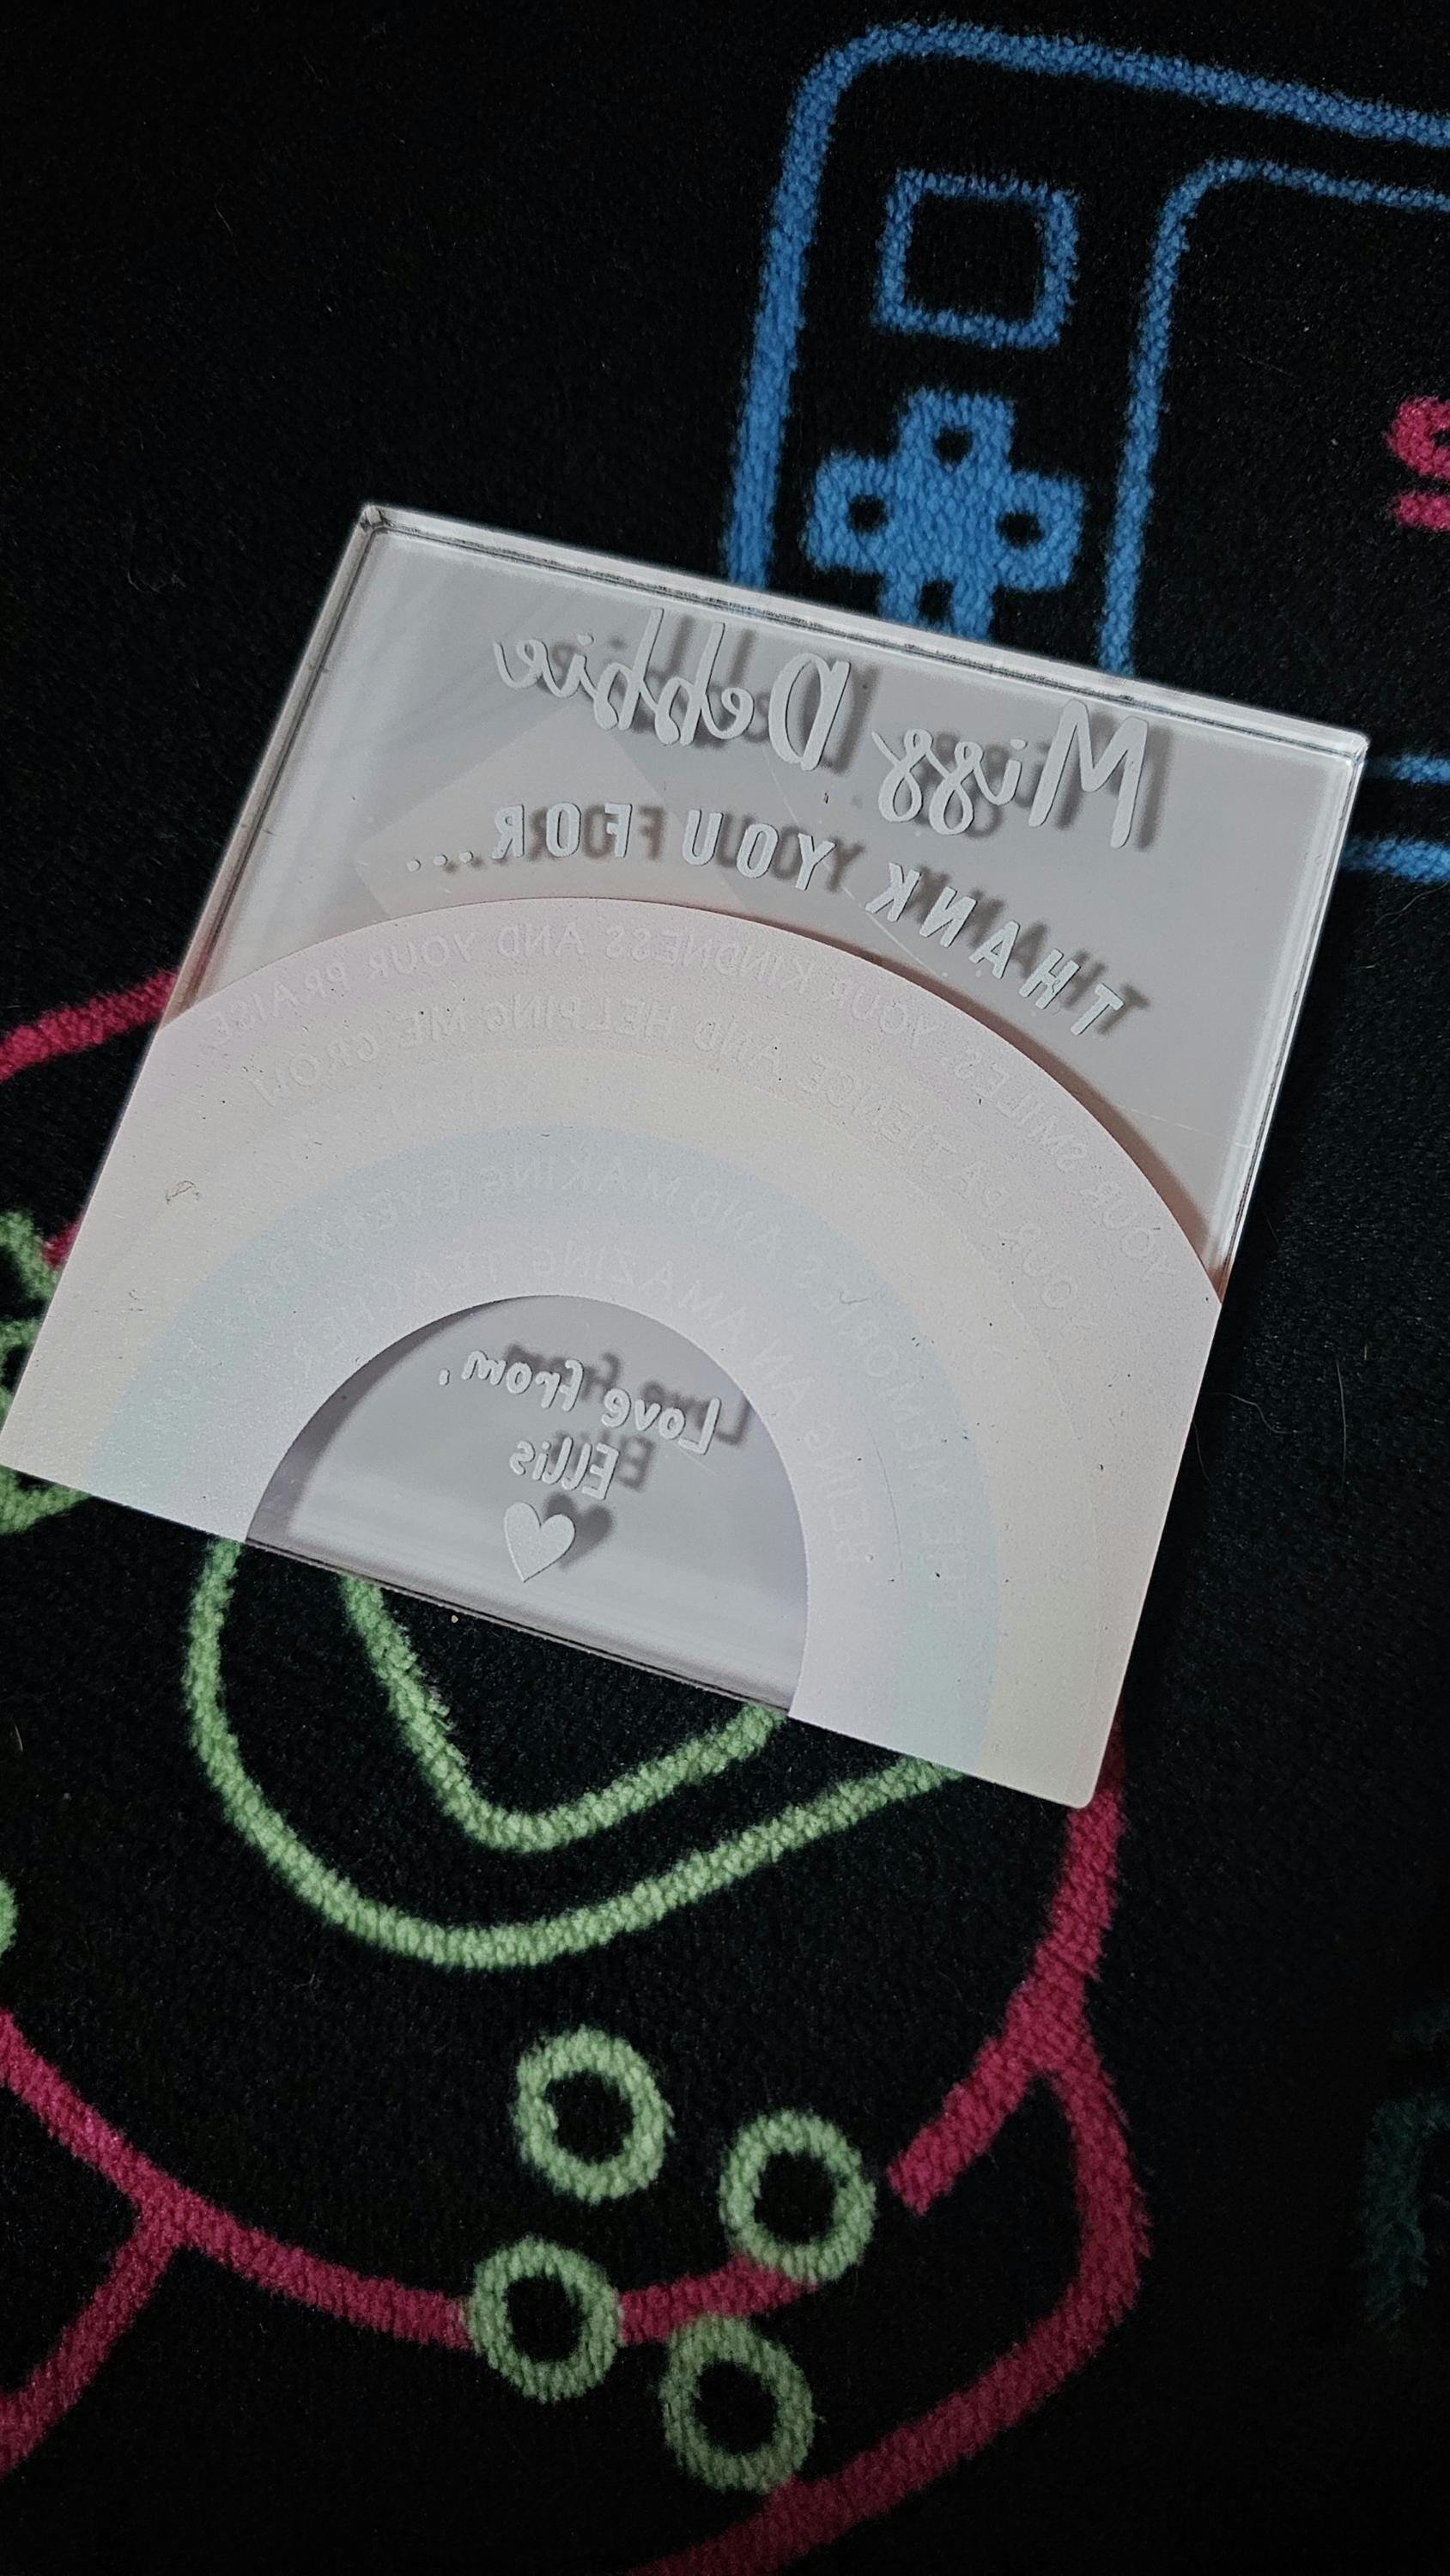 Miss Debbie
THANK YOU FOR...
YOUR SMILES, YOUR KINDNESS AND YOUR PRAISE
YOUR PATIENCE AND HELPING ME GROW
THE MEMORIES AND MAKING EVERY DAY
BEING AN AMAZING TEACHER
Love from,
Ellis